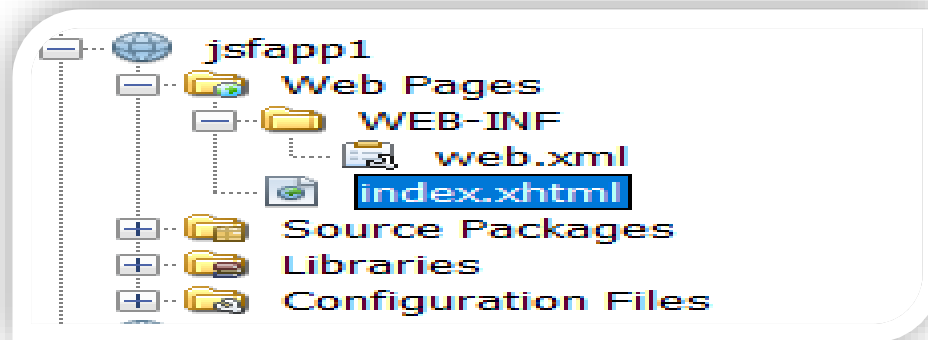 jsfapp1
Web Pages
WEB-INF
web.xml
index.xhtml
Source Packages
Libraries
Configuration Files